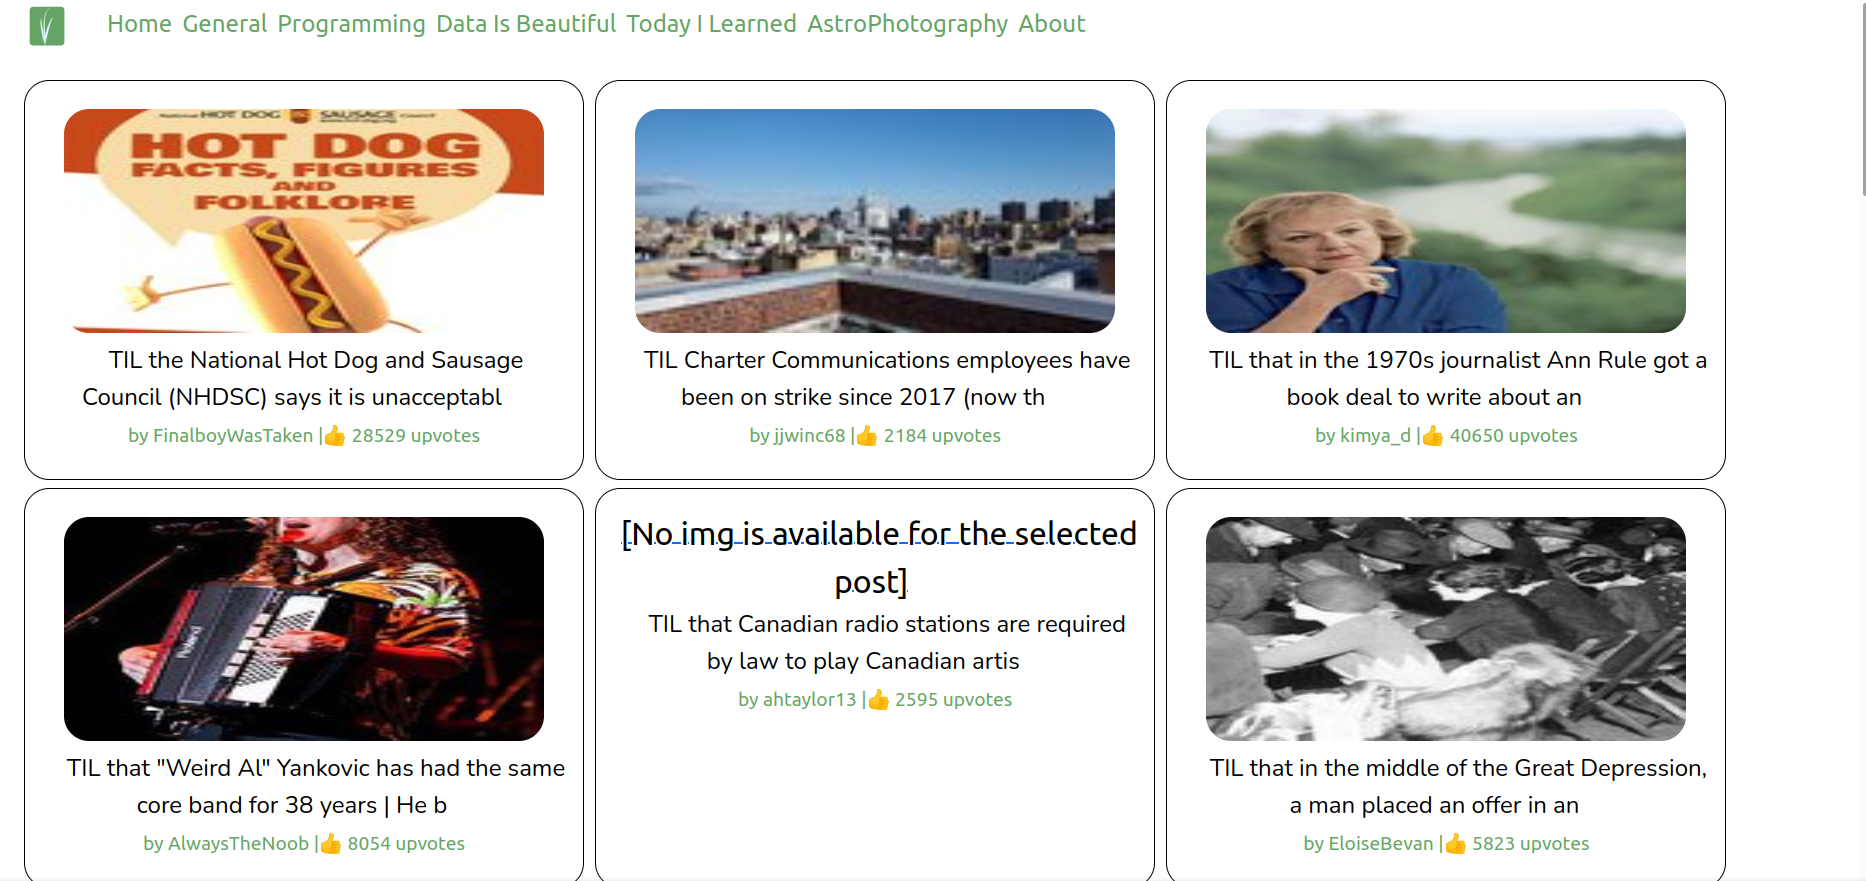 Home General Programming Data Is Beautiful Today I Learned AstroPhotography About
HOT DOG SAUSAGE
HOT DOG
FACTS, FIGURES
AND
FOLKLORE
TIL the National Hot Dog and Sausage
Council (NHDSC) says it is unacceptabl
by FinalboyWasTaken |👍 28529 upvotes
TIL Charter Communications employees have
been on strike since 2017 (now th
by jjwinc68 |👍 2184 upvotes
TIL that in the 1970s journalist Ann Rule got a
book deal to write about an
by kimya_d |👍 40650 upvotes
TIL that "Weird Al" Yankovic has had the same
core band for 38 years | He b
by AlwaysTheNoob |👍 8054 upvotes
[No img is available for the selected
post]
TIL that Canadian radio stations are required
by law to play Canadian artis
by ahtaylor13 |👍 2595 upvotes
TIL that in the middle of the Great Depression,
a man placed an offer in an
by EloiseBevan |👍 5823 upvotes